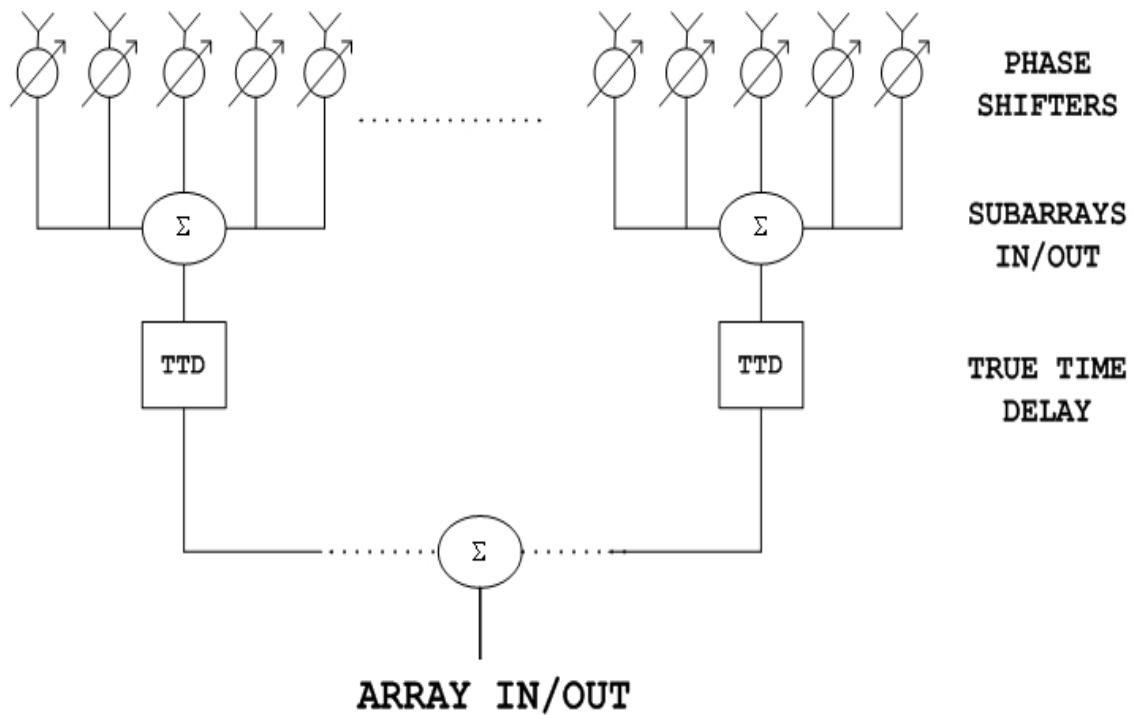 PHASE
SHIFTERS
Σ
Σ
SUBARRAYS
IN/OUT
TTD
TTD
TRUE TIME
DELAY
Σ
ARRAY IN/OUT